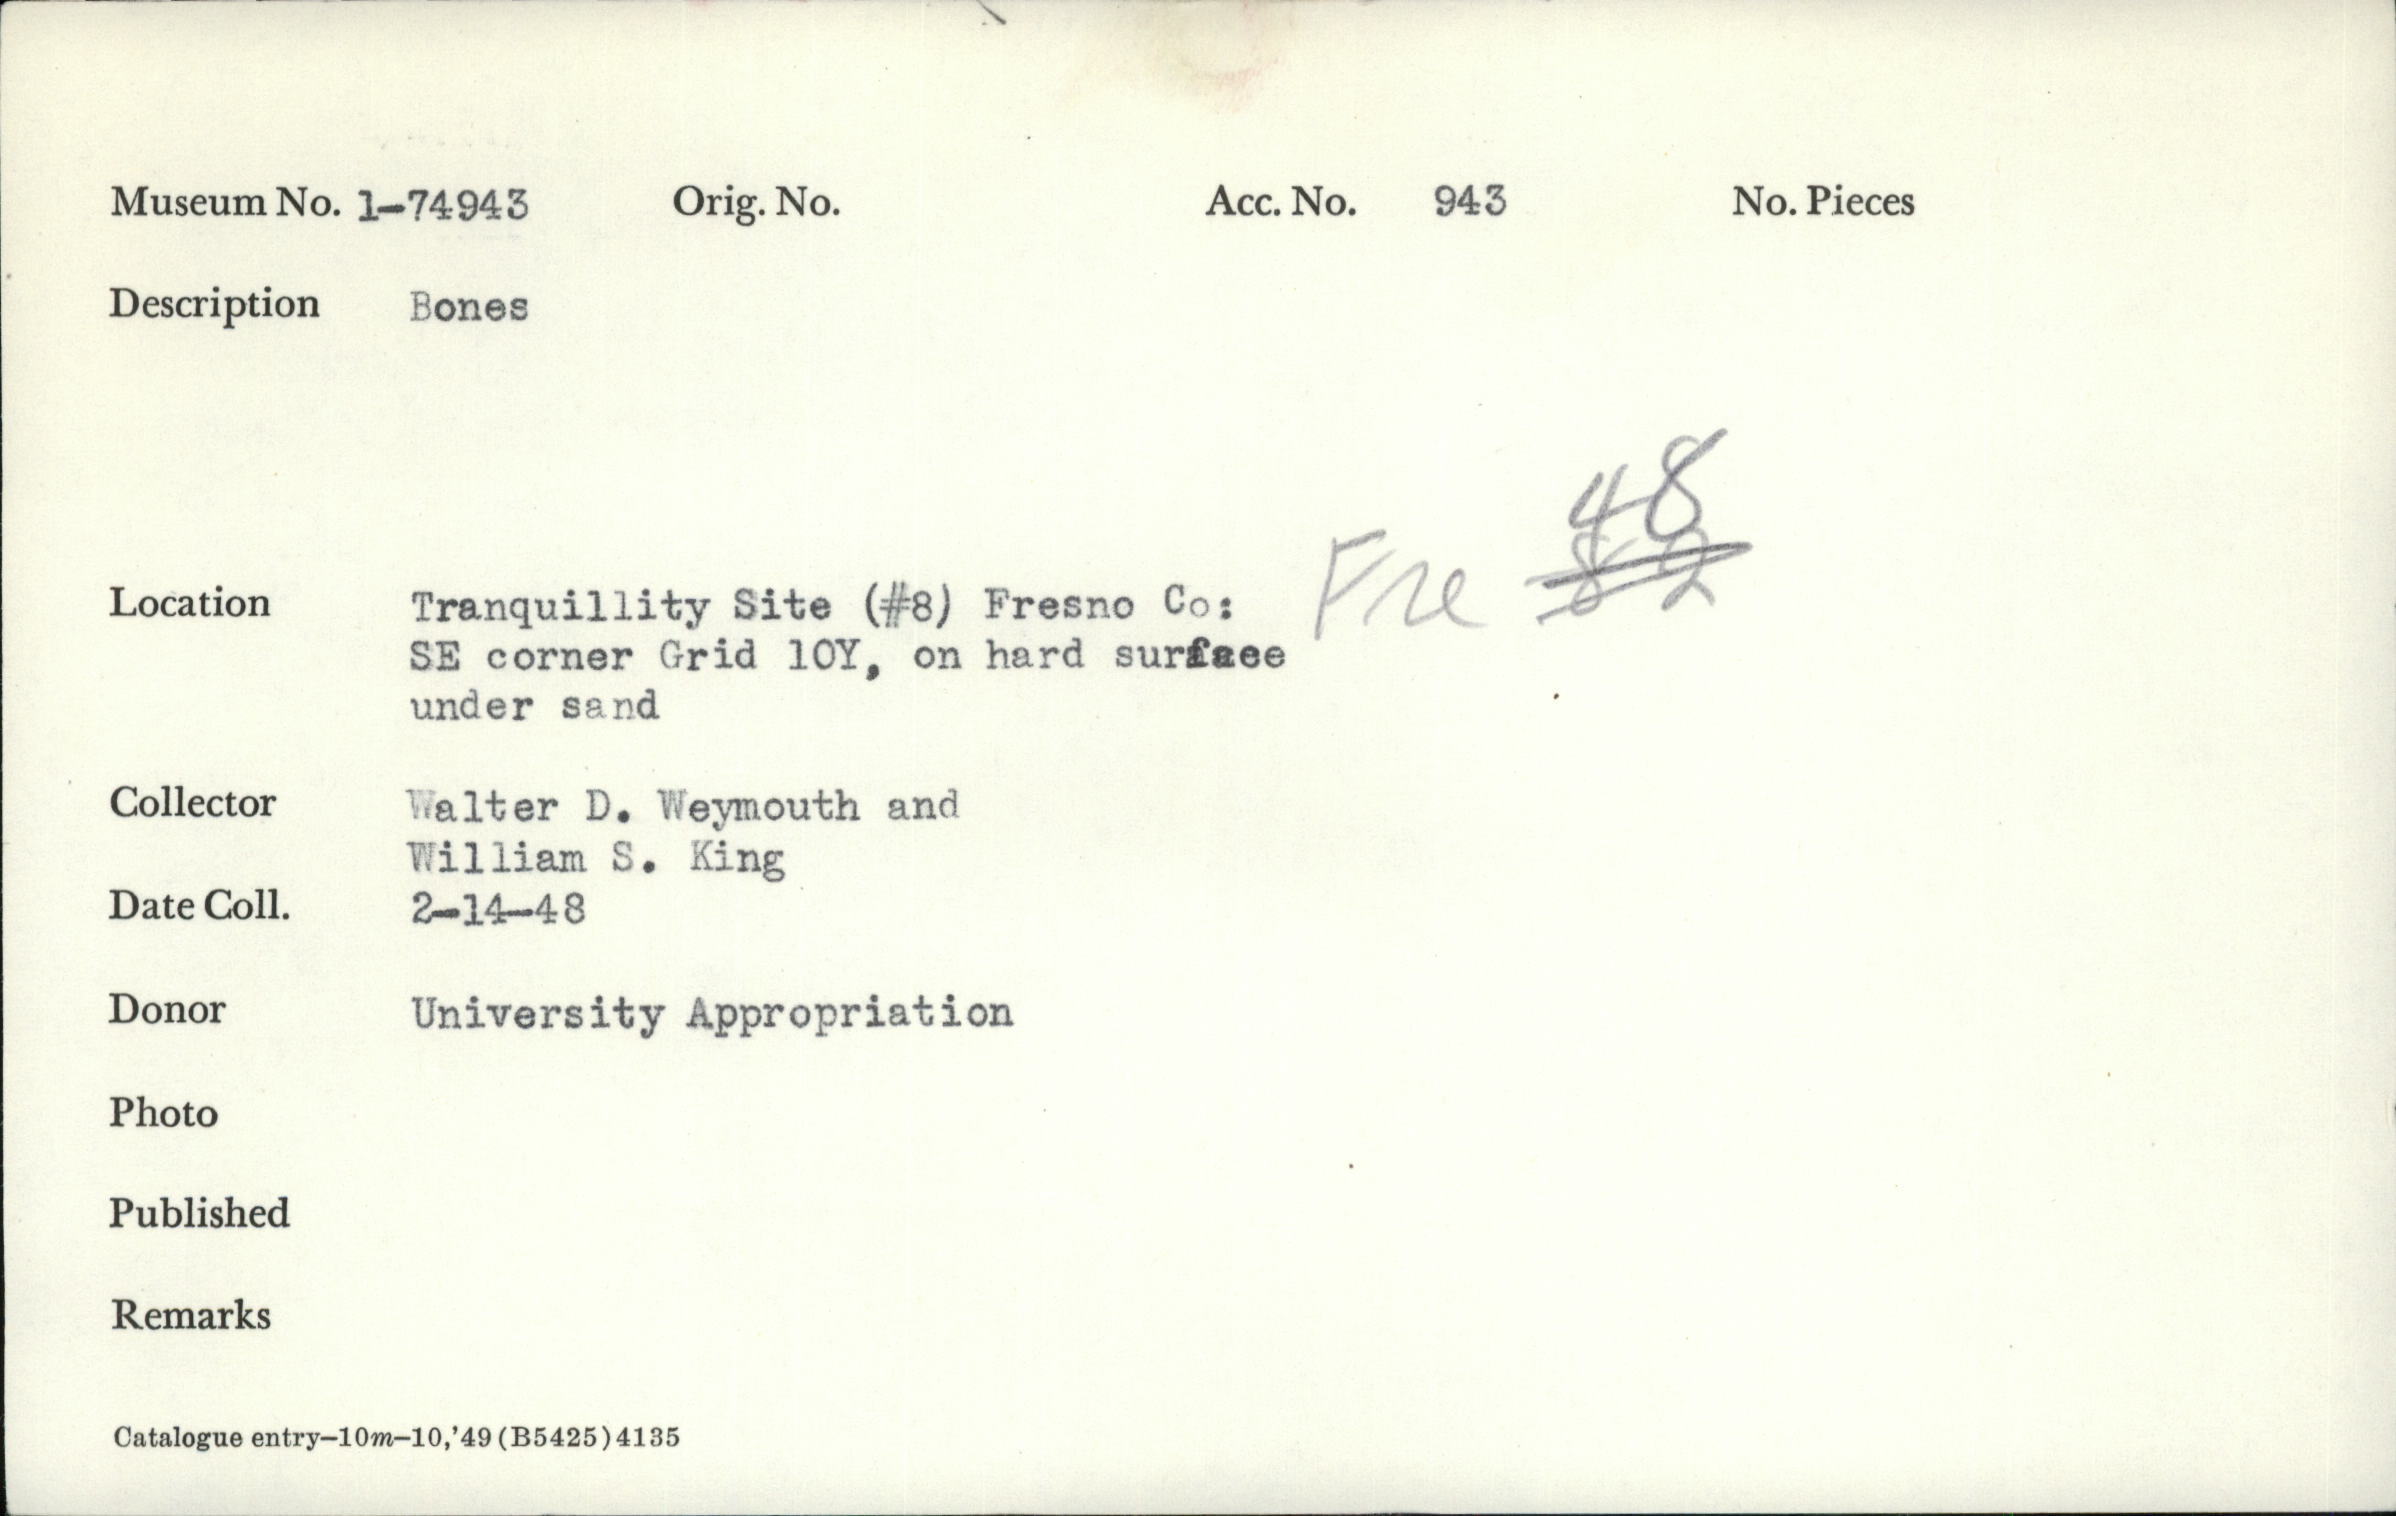 Museum No. 1-74943 Orig. No. Acc. No. 943 No. Pieces
Description Bones
48
Fre 82
Location Tranquillity Site (#8) Fresno Co:
SE corner Grid 10Y, on hard surface
under sand
Collector Walter D. Weymouth and
William S. King
Date Coll. 2-14-48
Donor University Appropriation
Photo
Published
Remarks
Catalogue entry–10m–10,'49 (B5425) 4135